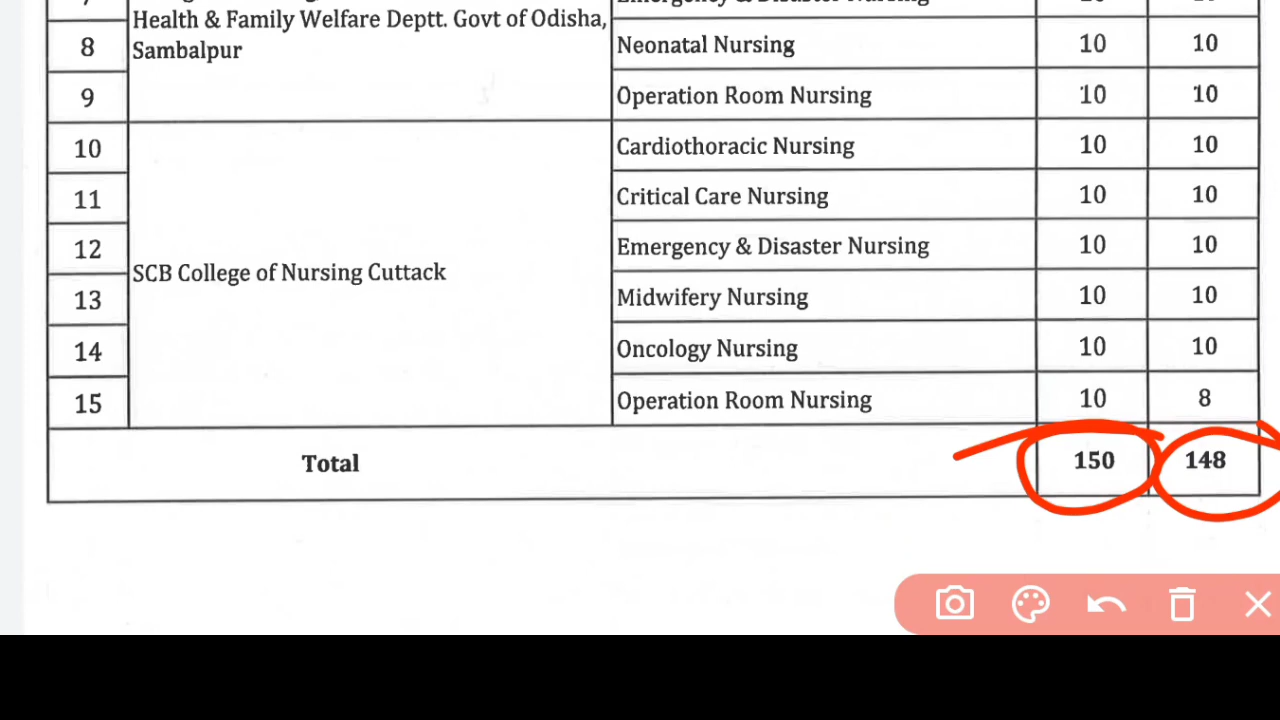 Health & Family Welfare Deptt. Govt of Odisha,
Sambalpur
8 Neonatal Nursing 10 10
9 Operation Room Nursing 10 10
10 Cardiothoracic Nursing 10 10
11 Critical Care Nursing 10 10
12 Emergency & Disaster Nursing 10 10
SCB College of Nursing Cuttack
13 Midwifery Nursing 10 10
14 Oncology Nursing 10 10
15 Operation Room Nursing 10 8
Total 150 148